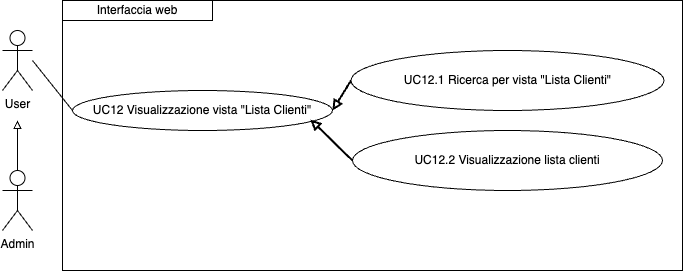 Interfaccia web
User
UC12 Visualizzazione vista "Lista Clienti"
UC12.1 Ricerca per vista "Lista Clienti"
UC12.2 Visualizzazione lista clienti
Admin